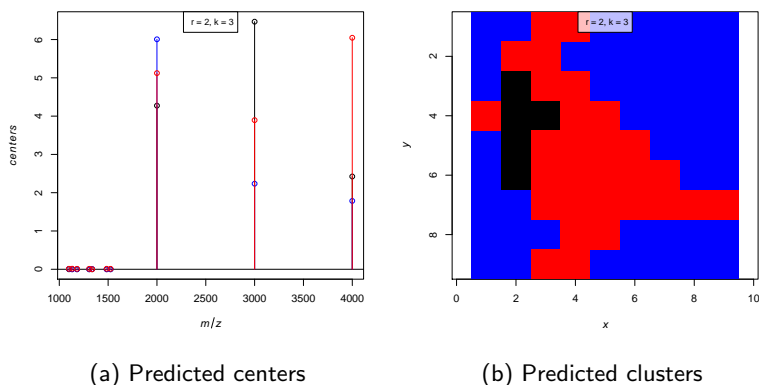 r = 2, k = 3
6
5
4
3
2
1
0
centers
1000 1500 2000 2500 3000 3500 4000
m/z
(a) Predicted centers
r = 2, k = 3
2
4
6
8
y
0 2 4 6 8 10
x
(b) Predicted clusters